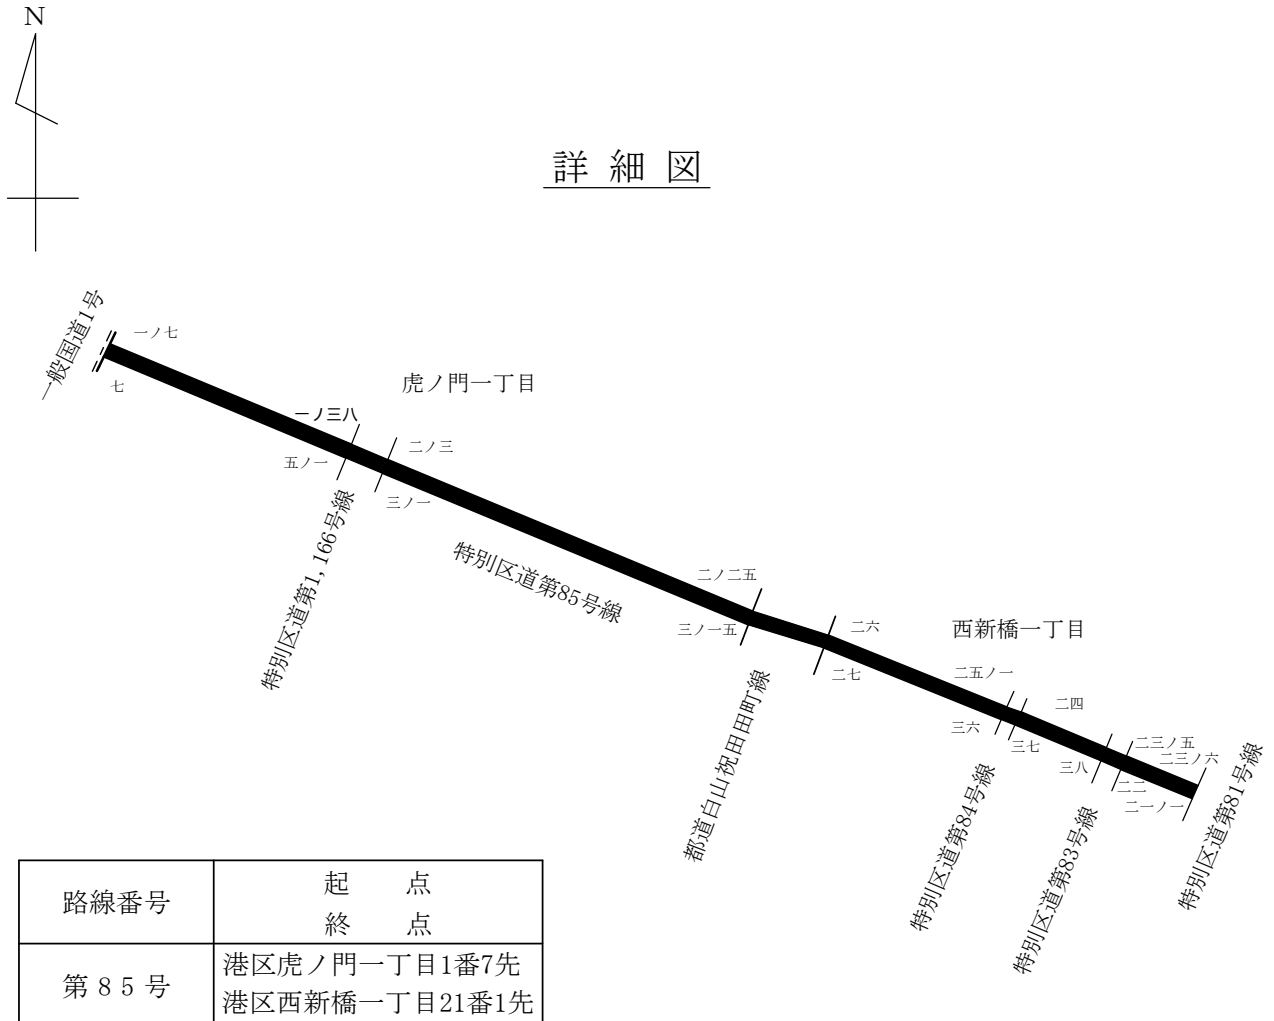 N
詳細図
一般国道1号
一ノ七
七
虎ノ門一丁目
一ノ三八
五ノ一
二ノ三
三ノ一
特別区道第1,166号線
特別区道第85号線
二ノ二五
三ノ一五
二六
二七
西新橋一丁目
都道白山祝田田町線
二五ノ一
三六
二四
三七
特別区道第84号線
二三ノ五
三八
二三ノ六
二二
二一ノ一
特別区道第83号線
特別区道第81号線
路線番号
起 点
終 点
第85号
港区虎ノ門一丁目1番7先
港区西新橋一丁目21番1先